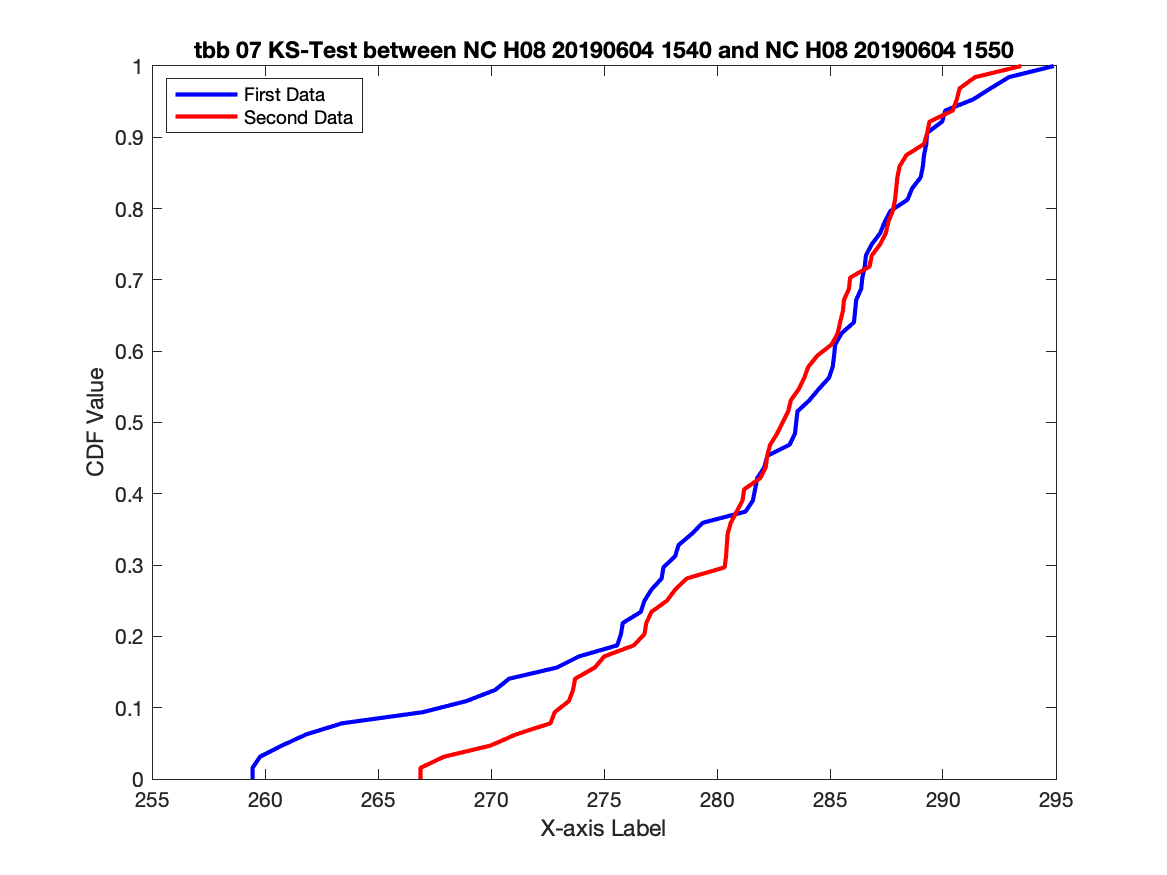 tbb 07 KS-Test between NC H08 20190604 1540 and NC H08 20190604 1550
First Data
Second Data
CDF Value
1
0.9
0.8
0.7
0.6
0.5
0.4
0.3
0.2
0.1
0
255 260 265 270 275 280 285 290 295
X-axis Label